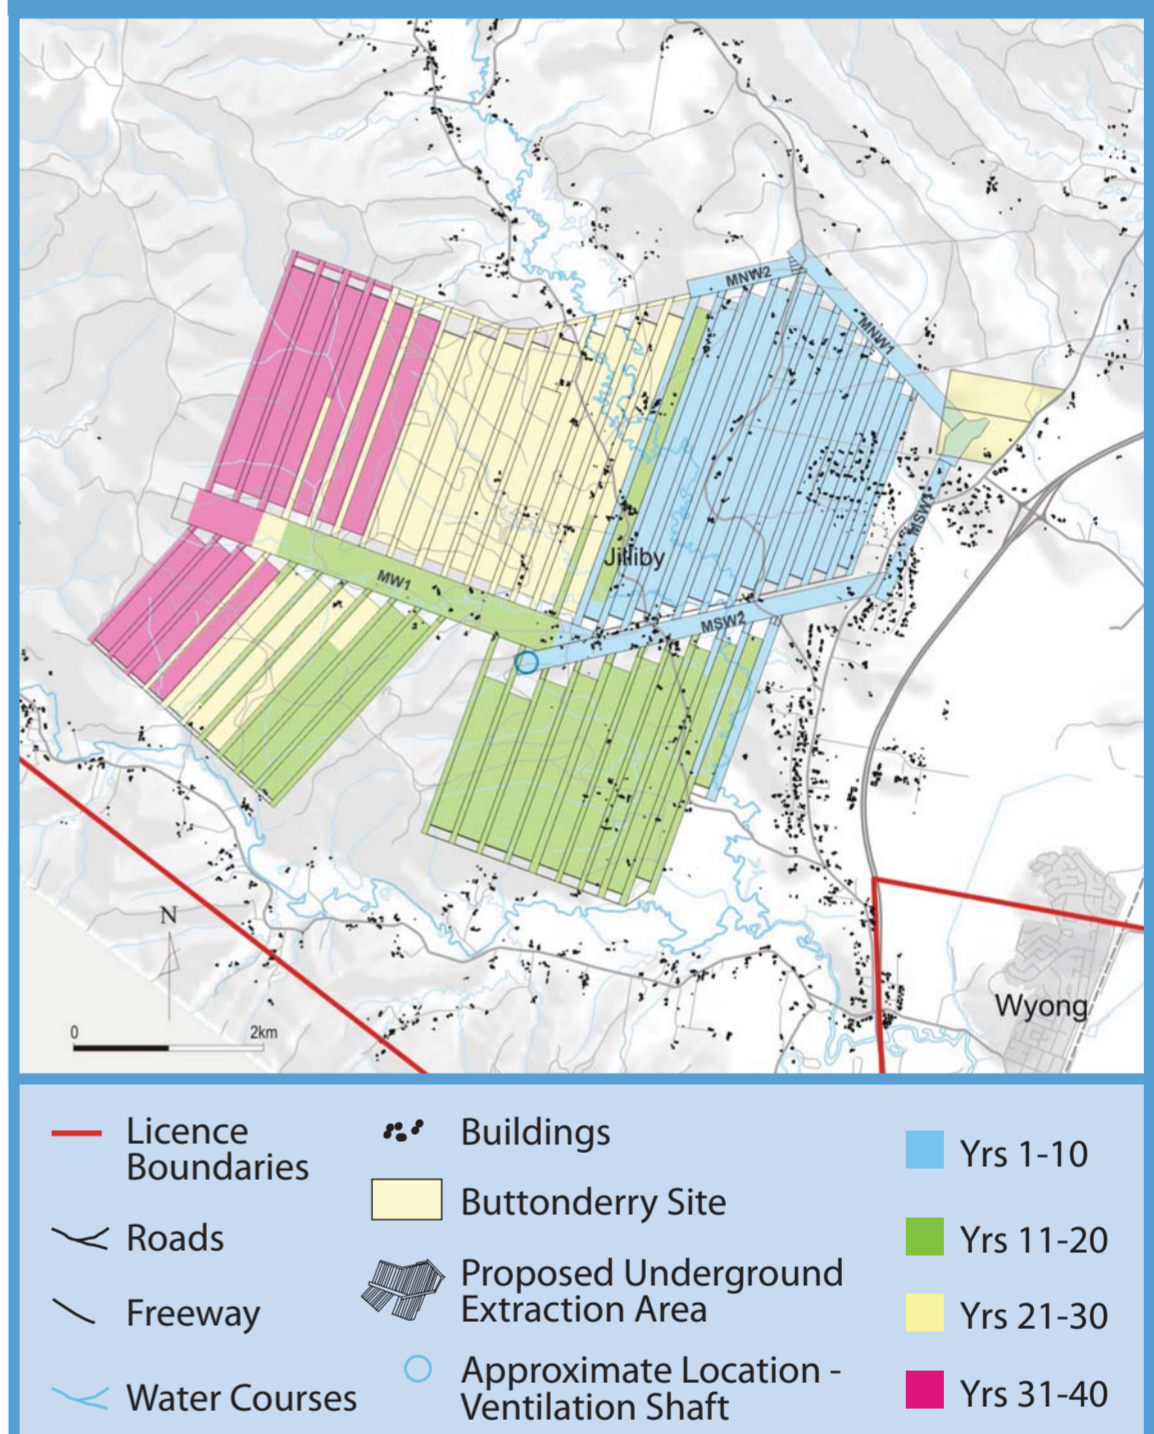 MNW2
MNW1
MSW1
Jilliby
MW1
MSW2
N
0 2km
Wyong
Licence
Boundaries
Roads
Freeway
Water Courses
Buildings
Buttonderry Site
Proposed Underground
Extraction Area
Approximate Location -
Ventilation Shaft
Yrs 1-10
Yrs 11-20
Yrs 21-30
Yrs 31-40